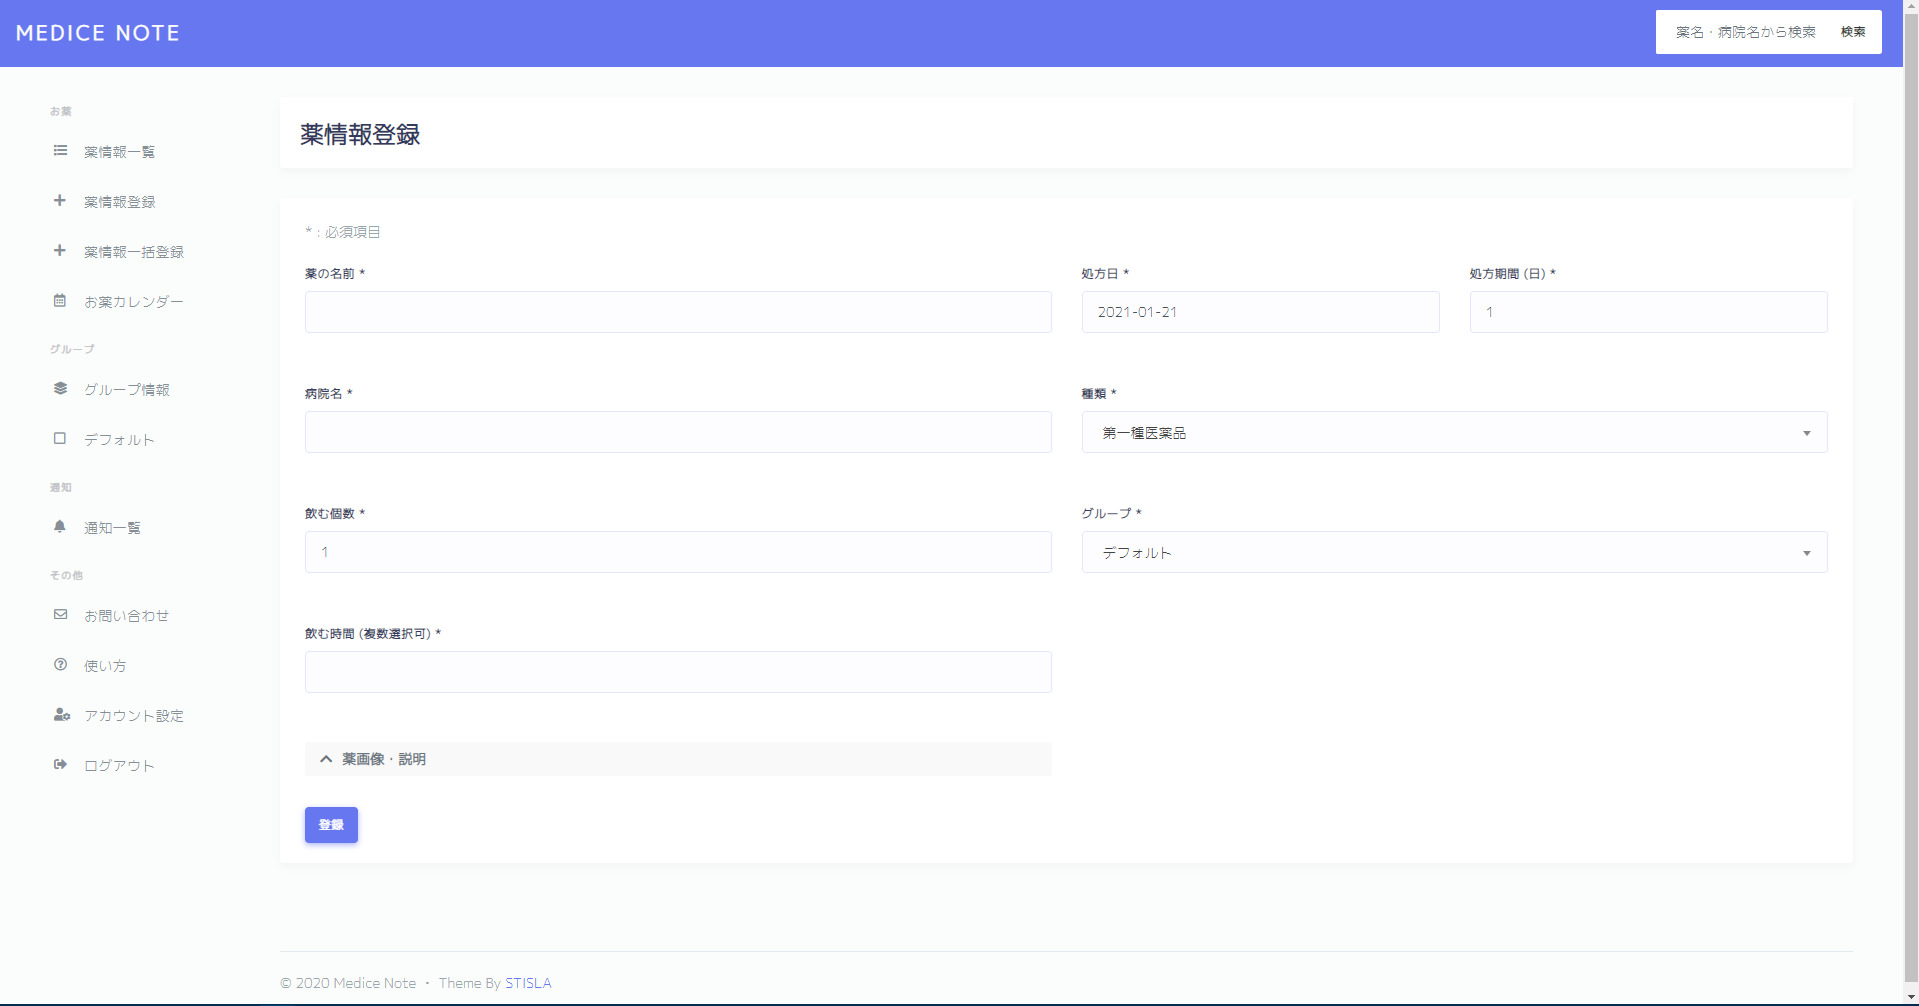 MEDICE NOTE
薬名・病院名から検索 検索
お薬
薬情報一覧
薬情報登録
薬情報一括登録
お薬カレンダー
グループ
グループ情報
デフォルト
通知
通知一覧
その他
お問い合わせ
使い方
アカウント設定
ログアウト
薬情報登録
* : 必須項目
薬の名前 *
処方日 *
2021-01-21
処方期間 (日) *
1
病院名 *
種類 *
第一種医薬品
飲む個数 *
1
グループ *
デフォルト
飲む時間 (複数選択可) *
薬画像・説明
登録
© 2020 Medice Note ・ Theme By STISLA